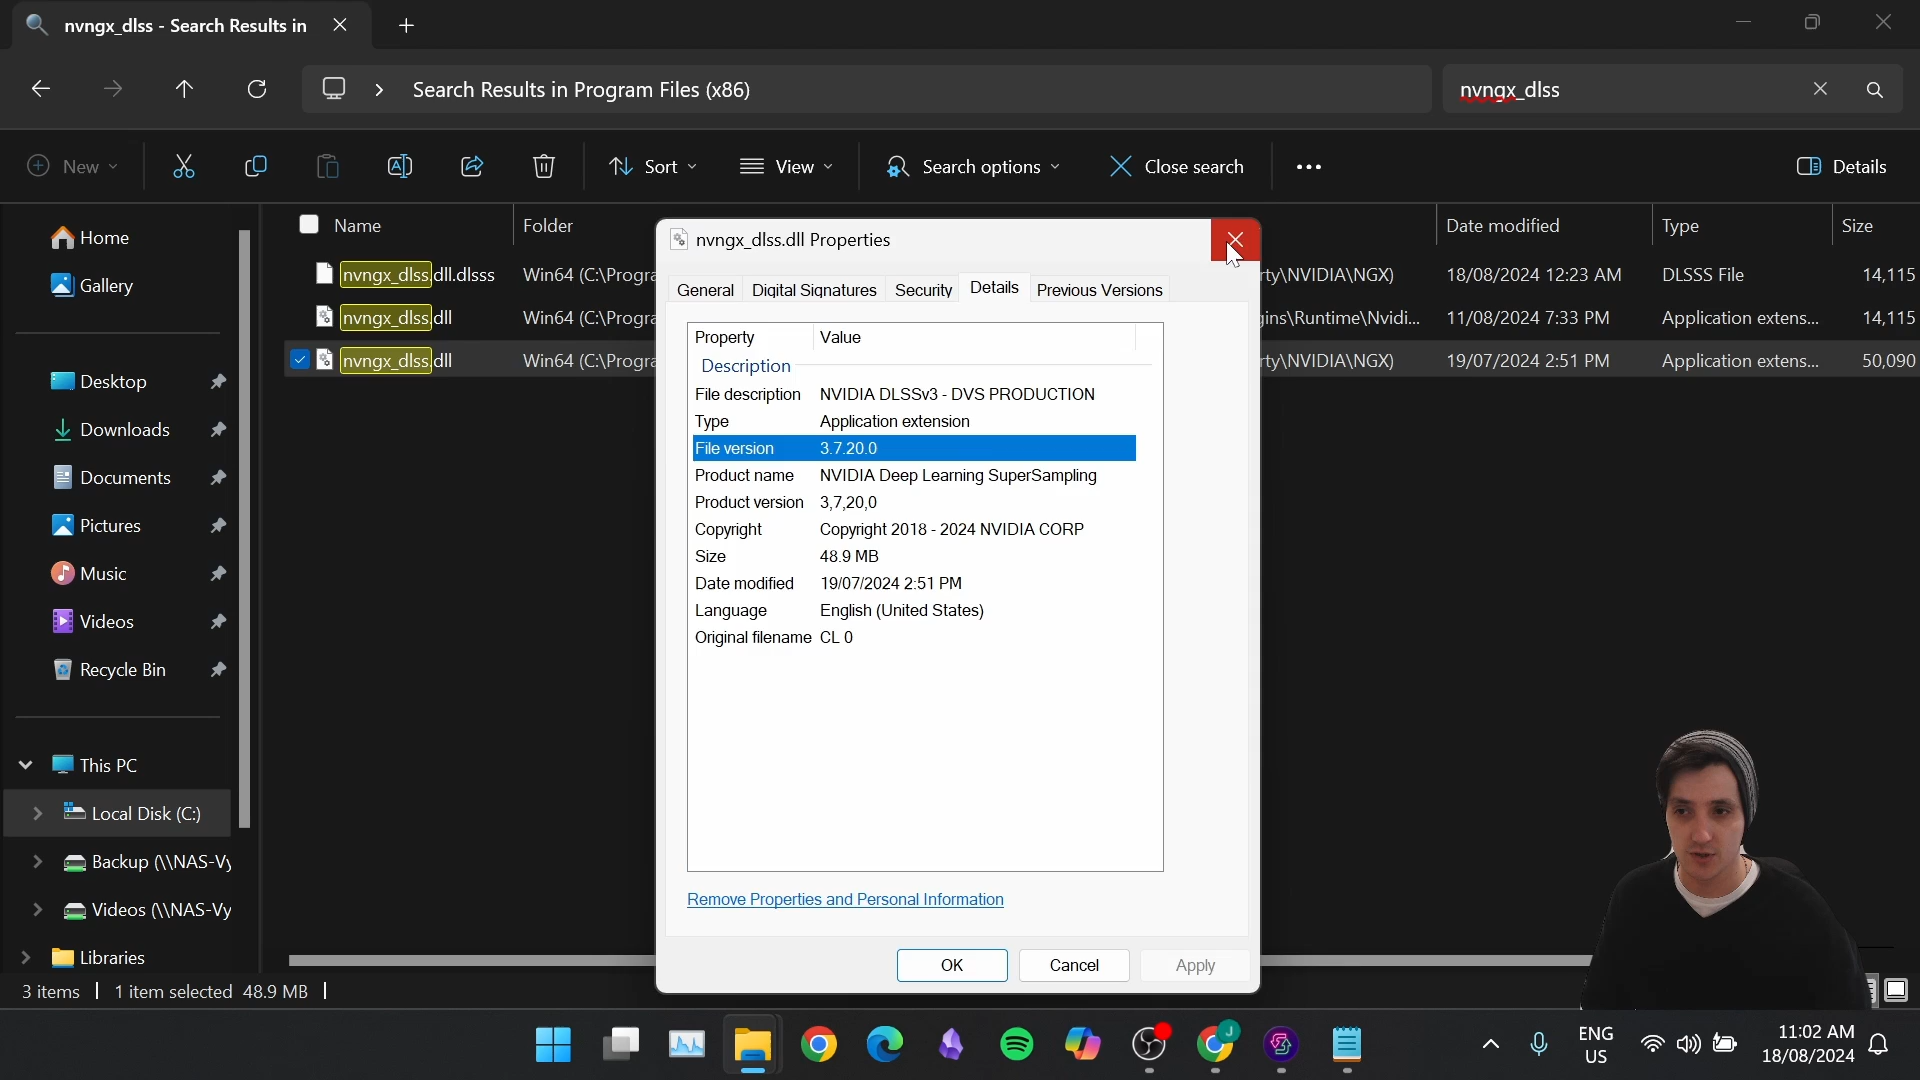 nvngx_dlss - Search Results in
Search Results in Program Files (x86)
nvngx_dlss
New
Sort
View
Search options
Close search
Details
Home
Gallery
Desktop
Downloads
Documents
Pictures
Music
Videos
Recycle Bin
This PC
Local Disk (C:)
Backup (\\NAS-Vy
Videos (\\NAS-Vy
Libraries
Name Folder Date modified Type Size
nvngx_dlss.dll.dlsss Win64 (C:\Progra rty\NVIDIA\NGX) 18/08/2024 12:23 AM DLSSS File 14,115
nvngx_dlss.dll Win64 (C:\Progra gins\Runtime\Nvidi... 11/08/2024 7:33 PM Application extens... 14,115
nvngx_dlss.dll Win64 (C:\Progra rty\NVIDIA\NGX) 19/07/2024 2:51 PM Application extens... 50,090
nvngx_dlss.dll Properties
General Digital Signatures Security Details Previous Versions
Property Value
Description
File description NVIDIA DLSSv3 - DVS PRODUCTION
Type Application extension
File version 3.7.20.0
Product name NVIDIA Deep Learning SuperSampling
Product version 3,7,20,0
Copyright Copyright 2018 - 2024 NVIDIA CORP
Size 48.9 MB
Date modified 19/07/2024 2:51 PM
Language English (United States)
Original filename CL 0
Remove Properties and Personal Information
OK Cancel Apply
3 items 1 item selected 48.9 MB
J
ENG
US
11:02 AM
18/08/2024